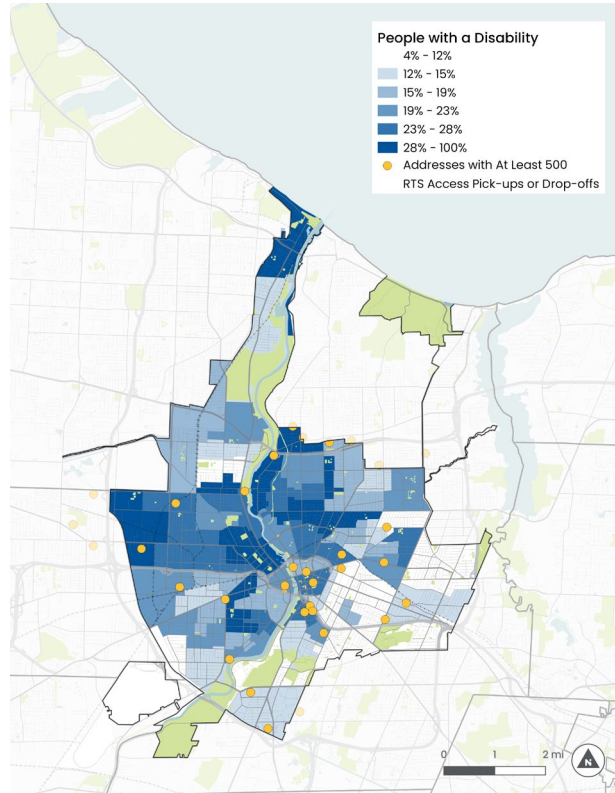 People with a Disability
4% - 12%
12% - 15%
15% - 19%
19% - 23%
23% - 28%
28% - 100%
Addresses with At Least 500
RTS Access Pick-ups or Drop-offs
0 1 2 mi
N